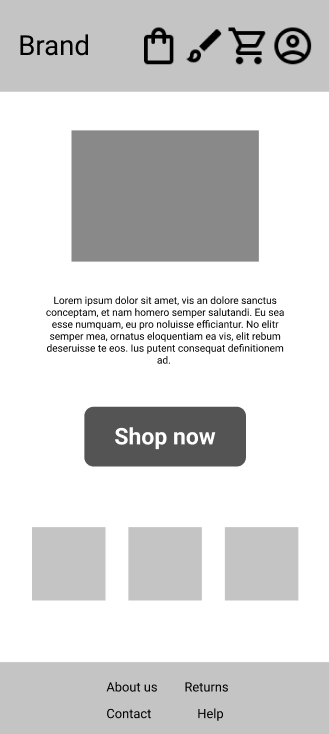 Brand
Lorem ipsum dolor sit amet, vis an dolore sanctus
conceptam, et nam homero semper salutandi. Eu sea
esse numquam, eu pro noluisse efficiantur. No elitr
semper mea, ornatus eloquentiam ea vis, elit rebum
deseruisse te eos. Ius putent consequat definitionem
ad.
Shop now
About us Returns
Contact Help